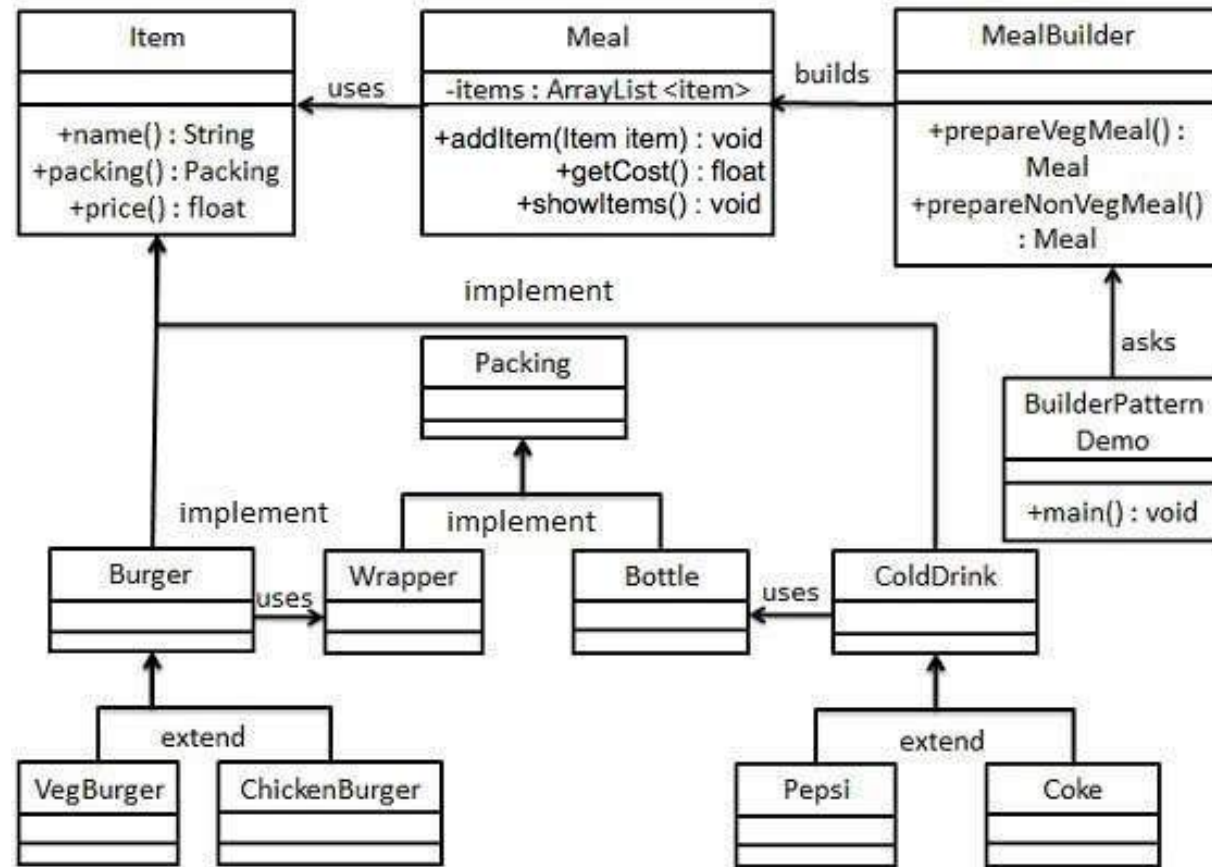 Item
Meal
MealBuilder
uses
builds
-items : ArrayList <item>
+name() : String
+packing() : Packing
+price() : float
+addItem(Item item) : void
+getCost() : float
+showItems() : void
+prepareVegMeal() :
Meal
+prepareNonVegMeal()
: Meal
implement
asks
Packing
BuilderPattern
Demo
+main() : void
implement
implement
Burger
uses
Wrapper
Bottle
uses
ColdDrink
extend
extend
VegBurger
ChickenBurger
Pepsi
Coke